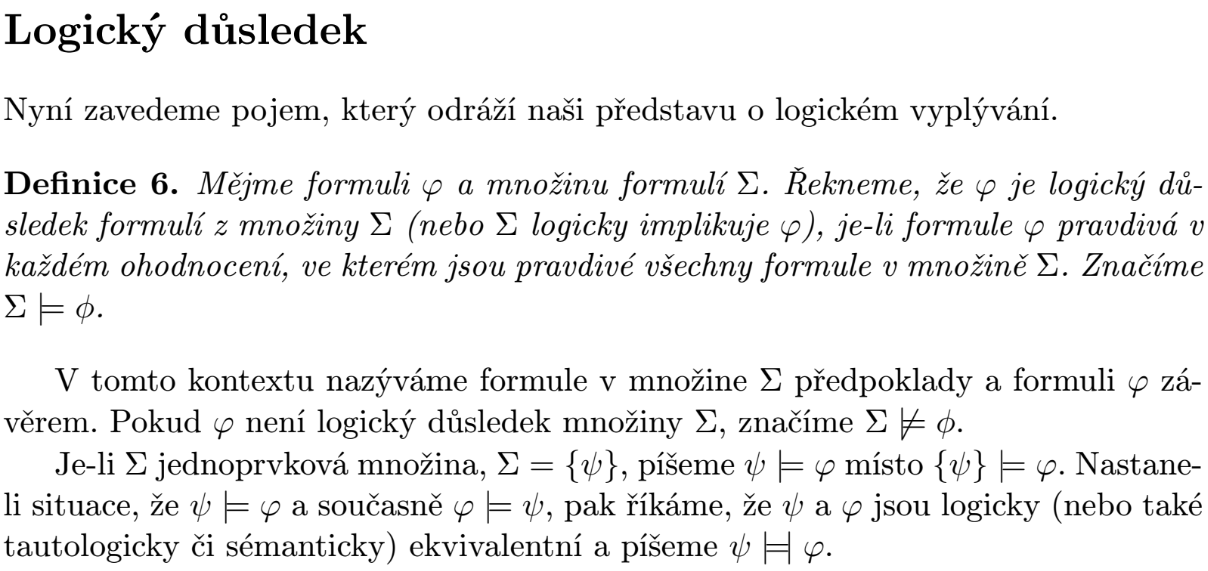 Logický důsledek
Nyní zavedeme pojem, který odráží naši představu o logickém vyplývání.
Definice 6. Mějme formuli φ a množinu formulí Σ. Řekneme, že φ je logický dů-
sledek formulí z množiny Σ (nebo Σ logicky implikuje φ), je-li formule φ pravdivá v
každém ohodnocení, ve kterém jsou pravdivé všechny formule v množině Σ. Značíme
Σ ⊨ ϕ.
V tomto kontextu nazýváme formule v množine Σ předpoklady a formuli φ zá-
věrem. Pokud φ není logický důsledek množiny Σ, značíme Σ ⊭ ϕ.
Je-li Σ jednoprvková množina, Σ = {ψ}, píšeme ψ ⊨ φ místo {ψ} ⊨ φ. Nastane-
li situace, že ψ ⊨ φ a současně φ ⊨ ψ, pak říkáme, že ψ a φ jsou logicky (nebo také
tautologicky či sémanticky) ekvivalentní a píšeme ψ ⊨⫤ φ.